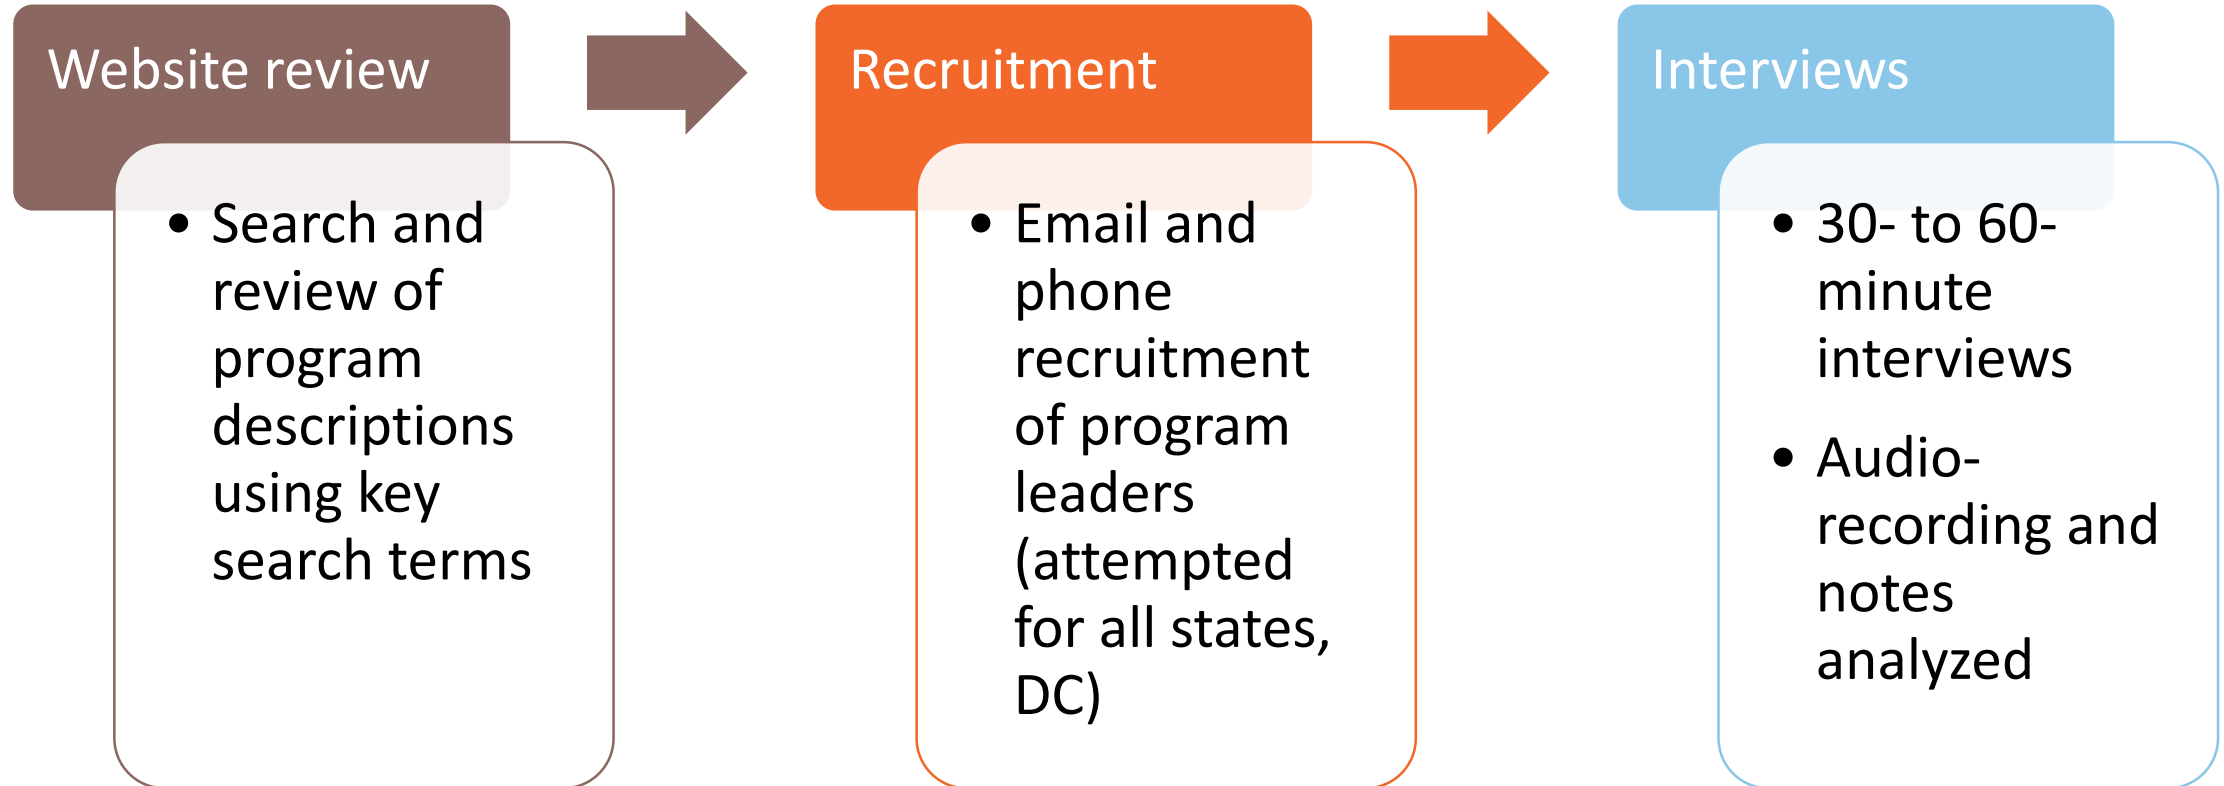 Website review
• Search and
review of
program
descriptions
using key
search terms
Recruitment
• Email and
phone
recruitment
of program
leaders
(attempted
for all states,
DC)
Interviews
• 30- to 60-
minute
interviews
• Audio-
recording and
notes
analyzed